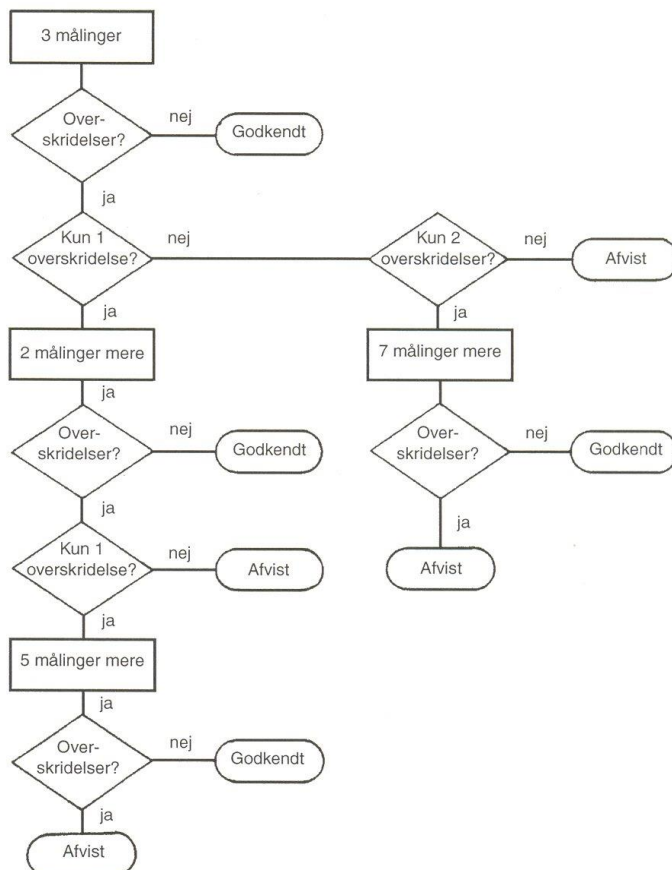 3 målinger
Over-
skridelser?
nej
Godkendt
ja
Kun 1
overskridelse?
nej
Kun 2
overskridelser?
nej
Afvist
ja
ja
2 målinger mere
7 målinger mere
ja
Over-
skridelser?
nej
Godkendt
Over-
skridelser?
nej
Godkendt
ja
ja
Kun 1
overskridelse?
nej
Afvist
Afvist
ja
5 målinger mere
ja
Over-
skridelser?
nej
Godkendt
ja
Afvist